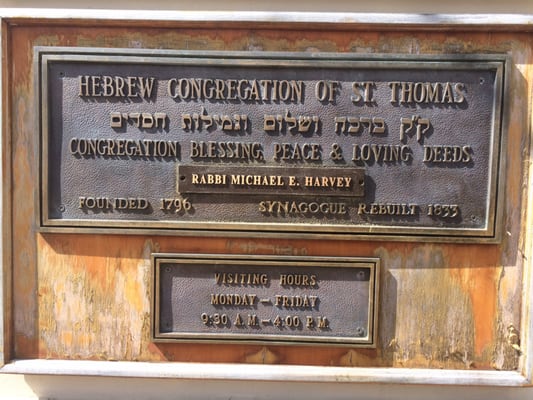 HEBREW CONGREGATION OF ST. THOMAS
ק״ק ברכה ושלום וגמילות חסדים
CONGREGATION BLESSING, PEACE, & LOVING DEEDS
RABBI MICHAEL E. HARVEY
FOUNDED 1796 SYNAGOGUE REBUILT 1833
VISITING HOURS
MONDAY – FRIDAY
9:30 A.M. – 4:00 P.M.